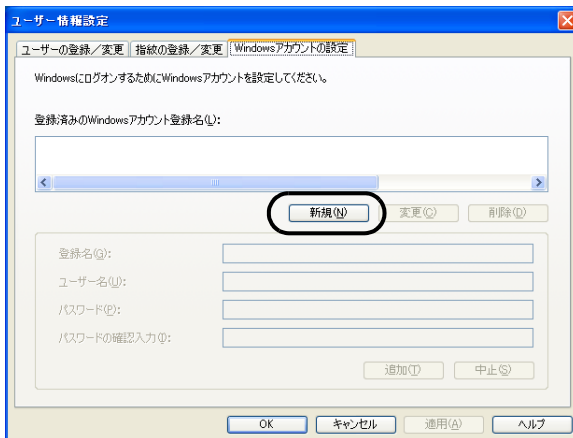 ユーザー情報設定
ユーザーの登録／変更 指紋の登録／変更 Windowsアカウントの設定
WindowsにログオンするためにWindowsアカウントを設定してください。
登録済みのWindowsアカウント登録名(L):
新規(N) 変更(C) 削除(D)
登録名(G):
ユーザー名(U):
パスワード(P):
パスワードの確認入力(I):
追加(T) 中止(S)
OK キャンセル 適用(A) ヘルプ